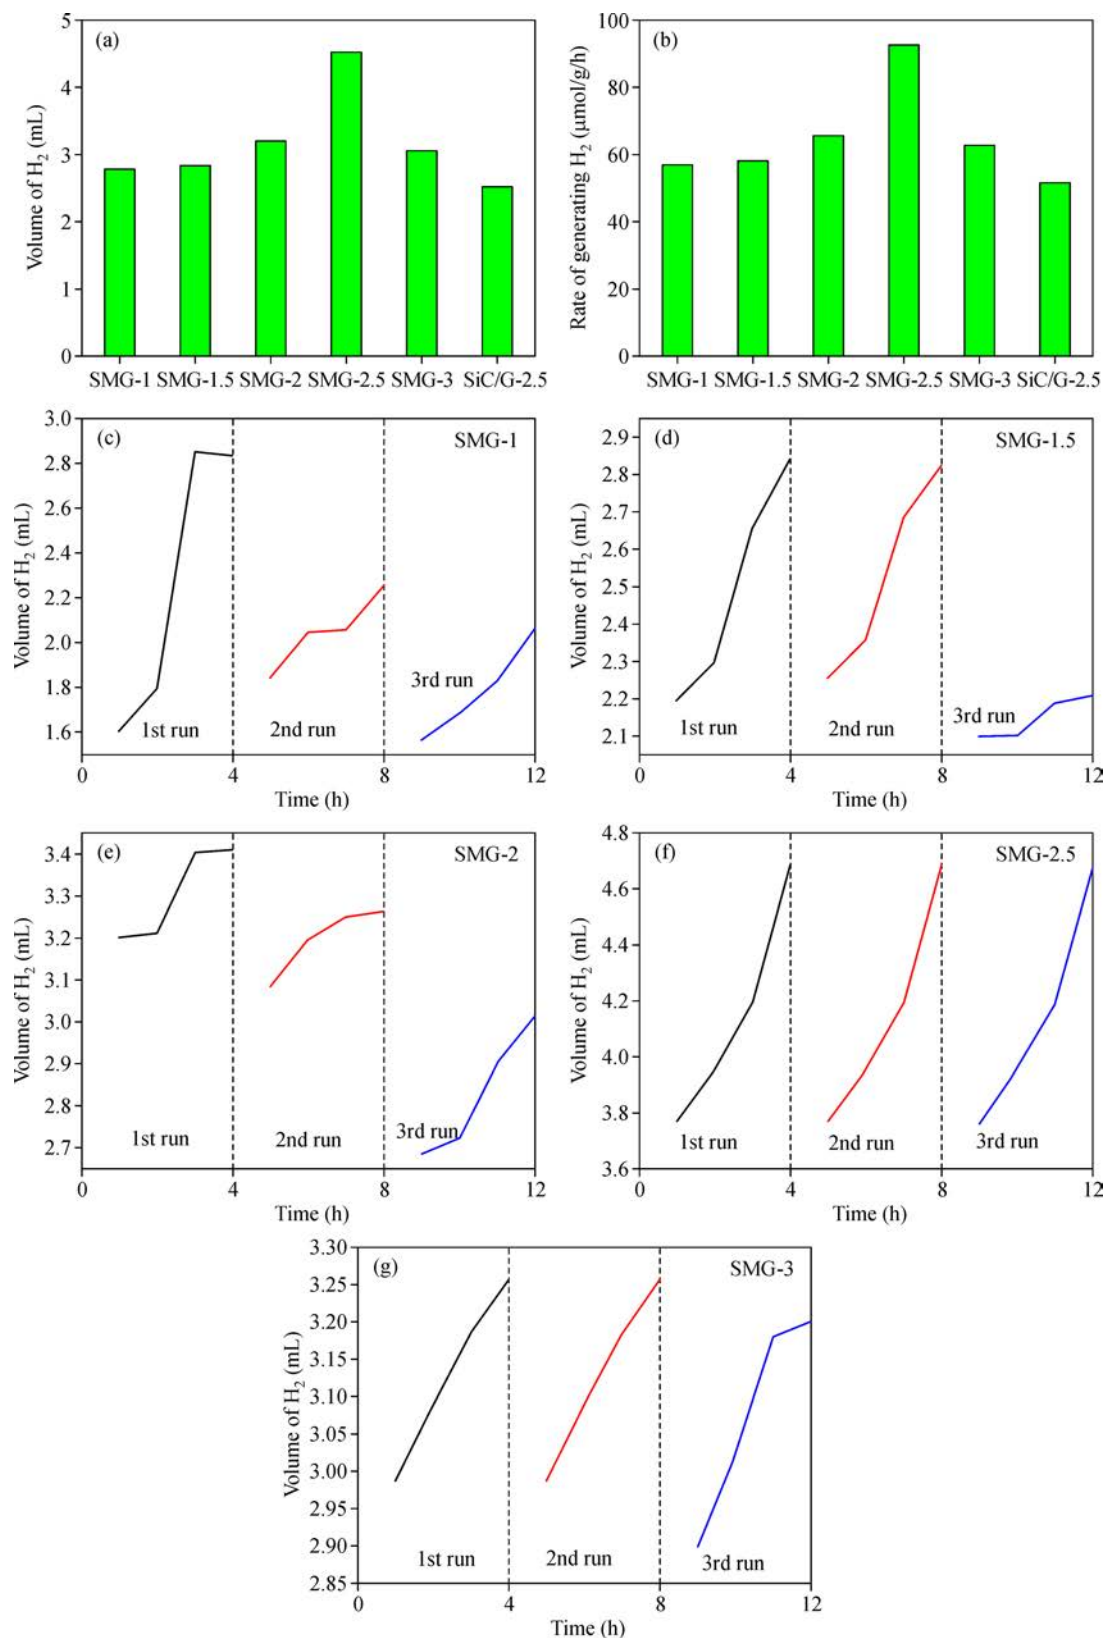 (a)
Volume of H2 (mL)
5
4
3
2
1
0
SMG-1 SMG-1.5 SMG-2 SMG-2.5 SMG-3 SiC/G-2.5
(b)
Rate of generating H2 (μmol/g/h)
100
80
60
40
20
0
SMG-1 SMG-1.5 SMG-2 SMG-2.5 SMG-3 SiC/G-2.5
(c)
SMG-1
Volume of H2 (mL)
3.0
2.8
2.6
2.4
2.2
2.0
1.8
1.6
1st run
2nd run
3rd run
0 4 8 12
Time (h)
(d)
SMG-1.5
Volume of H2 (mL)
2.9
2.8
2.7
2.6
2.5
2.4
2.3
2.2
2.1
1st run
2nd run
3rd run
0 4 8 12
Time (h)
(e)
SMG-2
Volume of H2 (mL)
3.4
3.3
3.2
3.1
3.0
2.9
2.8
2.7
1st run
2nd run
3rd run
0 4 8 12
Time (h)
(f)
SMG-2.5
Volume of H2 (mL)
4.8
4.6
4.4
4.2
4.0
3.8
3.6
1st run
2nd run
3rd run
0 4 8 12
Time (h)
(g)
SMG-3
Volume of H2 (mL)
3.30
3.25
3.20
3.15
3.10
3.05
3.00
2.95
2.90
2.85
1st run
2nd run
3rd run
0 4 8 12
Time (h)